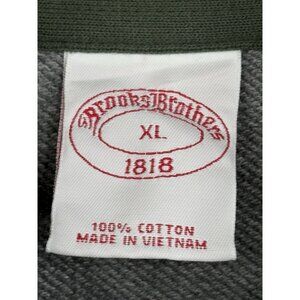 Brooks Brothers
XL
1818
100% COTTON
MADE IN VIETNAM